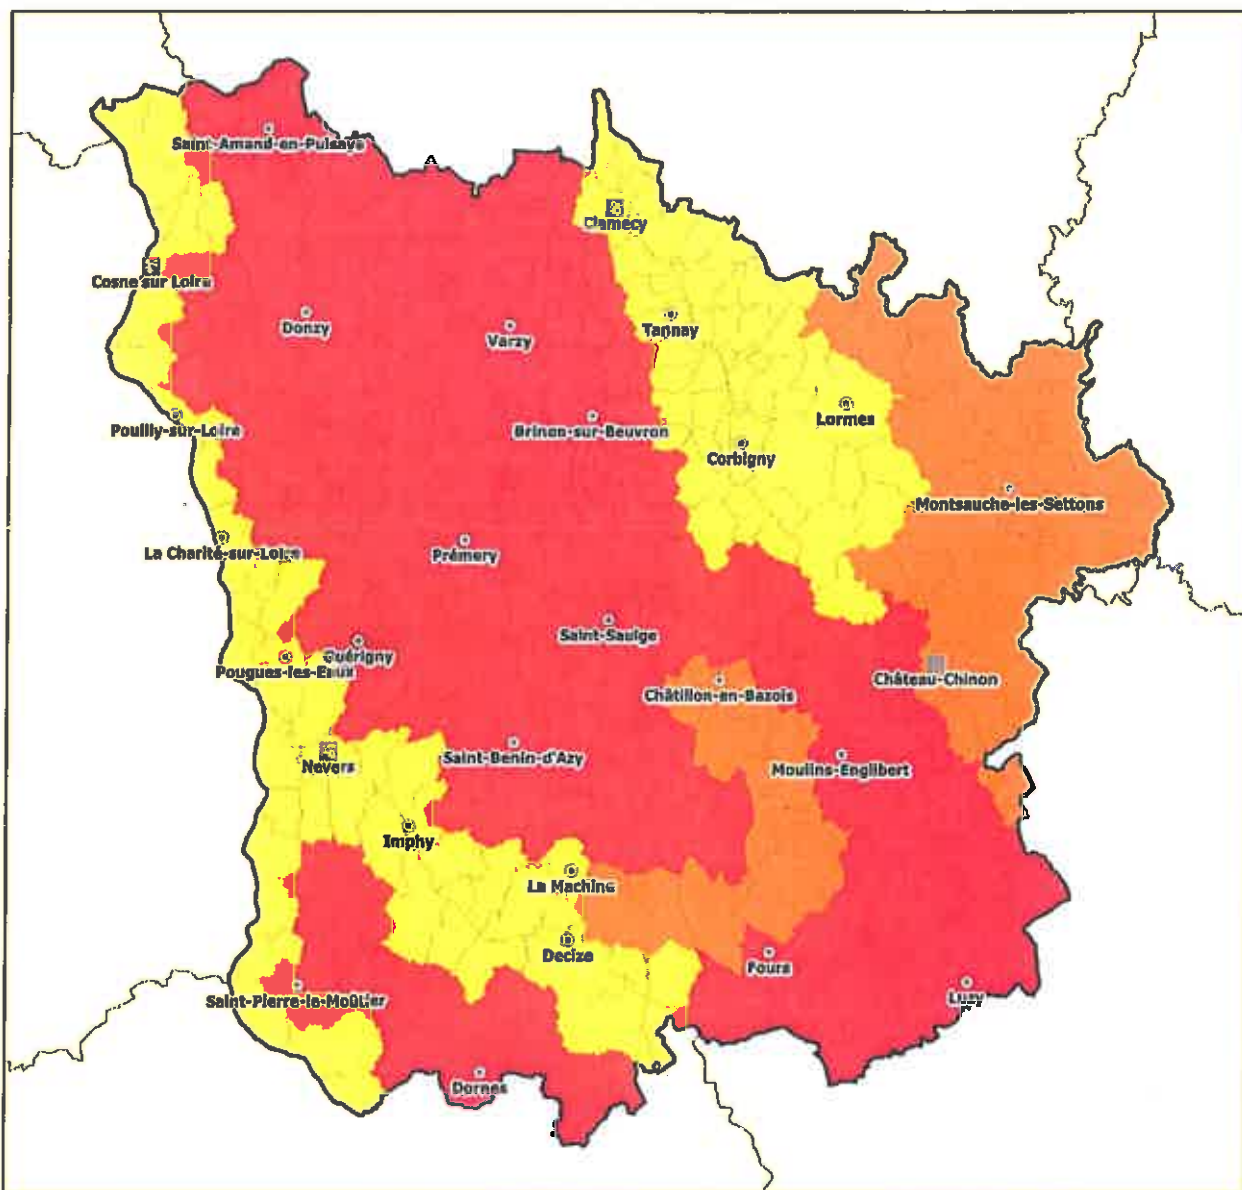 Saint-Amand-en-Puisaye
Clamecy
Cosne sur Loire
Donzy
Varzy
Tannay
Lormes
Pouilly-sur-Loire
Brinon-sur-Beuvron
Corbigny
Montsauche-les-Settons
La Charité-sur-Loire
Prémery
Saint-Saulge
Guérigny
Pougues-les-Eaux
Château-Chinon
Châtillon-en-Bazois
Nevers
Saint-Benin-d'Azy
Moulins-Englibert
Imphy
La Machine
Decize
Fours
Saint-Pierre-le-Moûtier
Luzy
Dornes